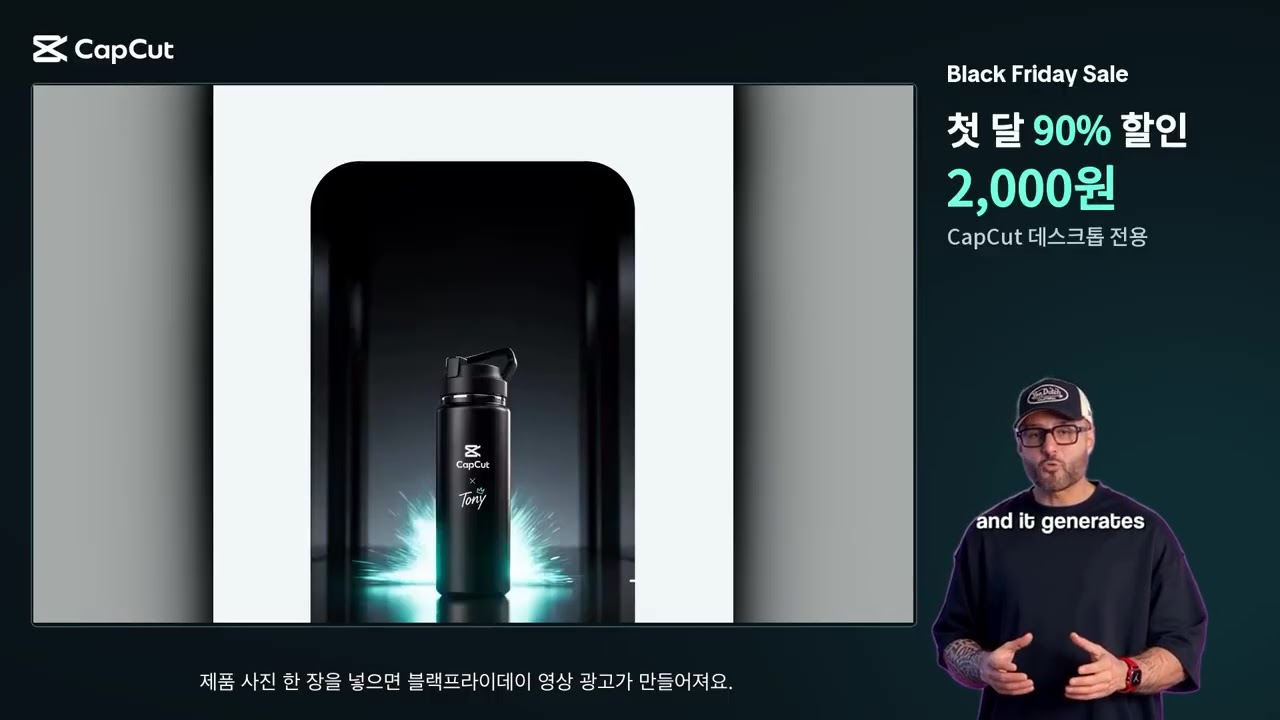 CapCut
Black Friday Sale
첫 달 90% 할인
2,000원
CapCut 데스크톱 전용
CapCut
×
Tony
and it generates
제품 사진 한 장을 넣으면 블랙프라이데이 영상 광고가 만들어져요.